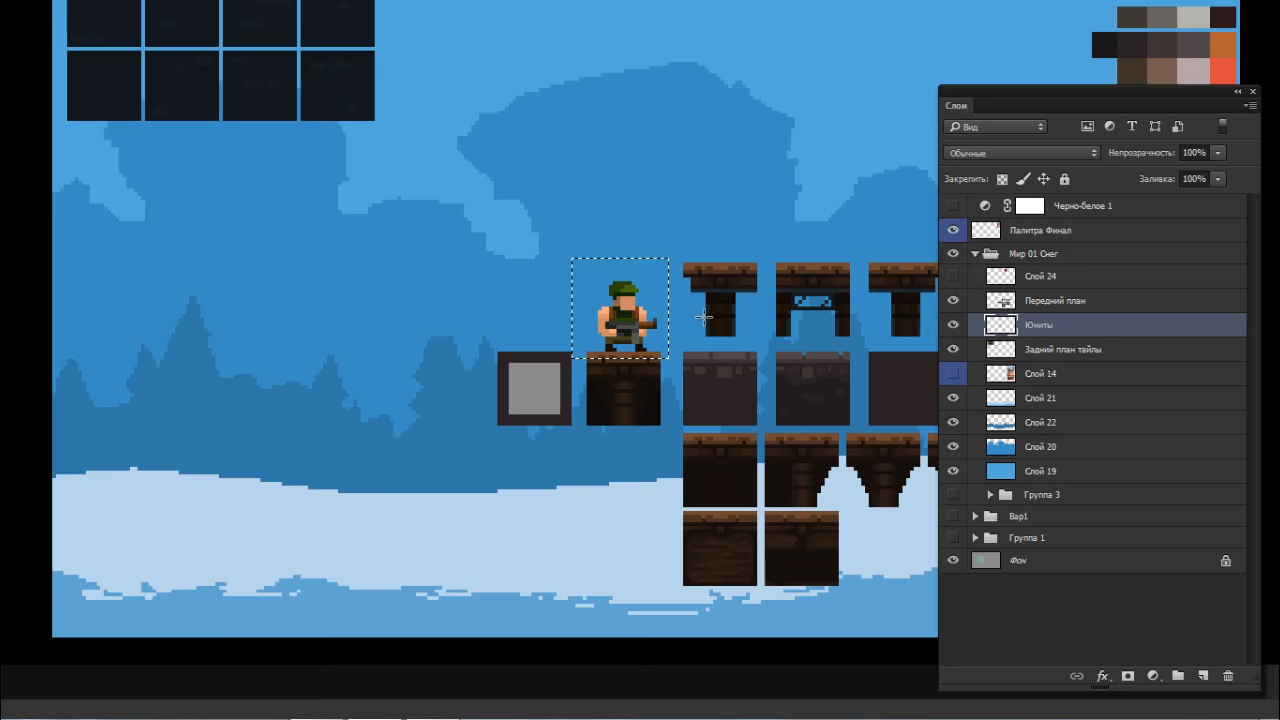 Слои
Вид
Обычные
Непрозрачность: 100%
Закрепить:
Заливка: 100%
Черно-белое 1
Палитра Финал
Мир 01 Снег
Слой 24
Передний план
Юниты
Задний план тайлы
Слой 14
Слой 21
Слой 22
Слой 20
Слой 19
Группа 3
Вар1
Группа 1
Фон
fx